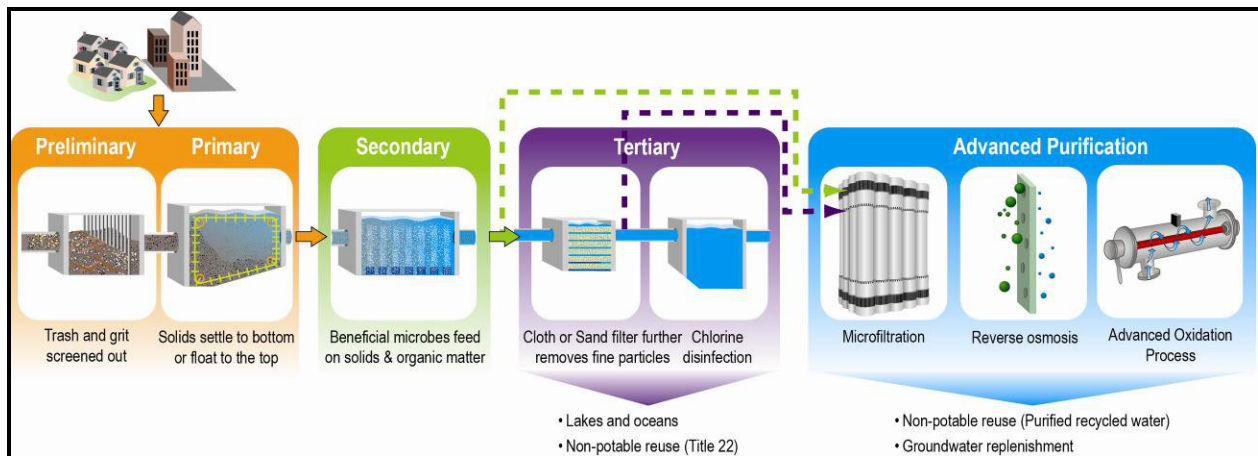 Preliminary
Primary
Secondary
Tertiary
Advanced Purification
Trash and grit
screened out
Solids settle to bottom
or float to the top
Beneficial microbes feed
on solids & organic matter
Cloth or Sand filter further
removes fine particles
Chlorine
disinfection
Microfiltration
Reverse osmosis
Advanced Oxidation
Process
• Lakes and oceans
• Non-potable reuse (Title 22)
• Non-potable reuse (Purified recycled water)
• Groundwater replenishment